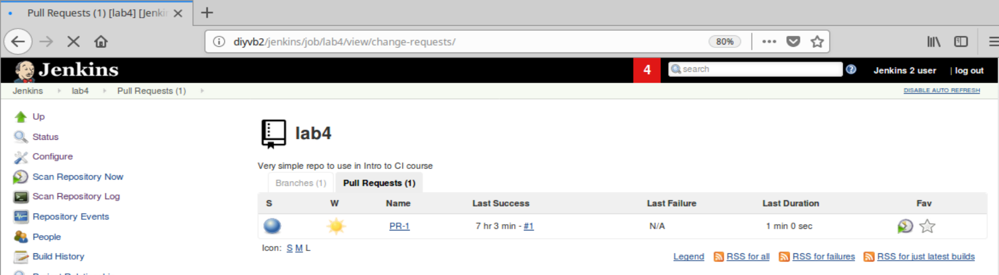 Pull Requests (1) [lab4] [Jenki
diyvb2/jenkins/job/lab4/view/change-requests/ 80%
Jenkins 4 search Jenkins 2 user | log out
Jenkins lab4 Pull Requests (1) DISABLE AUTO REFRESH
Up
Status
Configure
Scan Repository Now
Scan Repository Log
Repository Events
People
Build History
lab4
Very simple repo to use in Intro to CI course
Branches (1) Pull Requests (1)
S W Name Last Success Last Failure Last Duration Fav
PR-1 7 hr 3 min - #1 N/A 1 min 0 sec
Icon: S M L
Legend RSS for all RSS for failures RSS for just latest builds